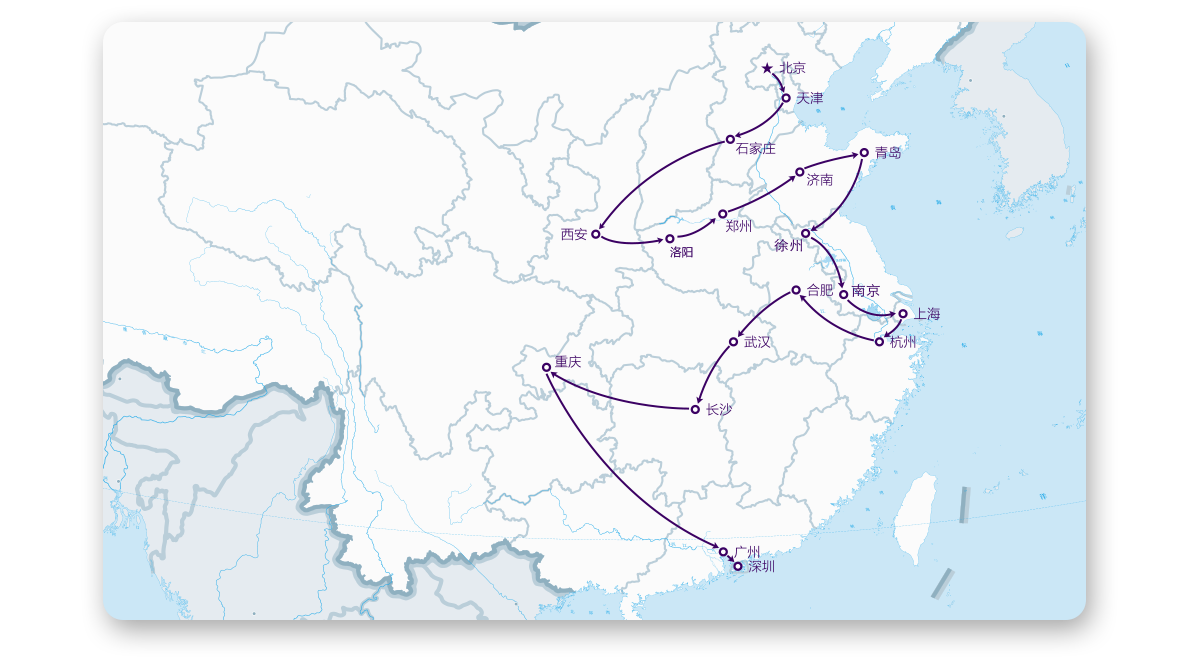 北京
天津
石家庄
青岛
济南
郑州
西安
洛阳
徐州
合肥
南京
上海
武汉
杭州
重庆
长沙
广州
深圳